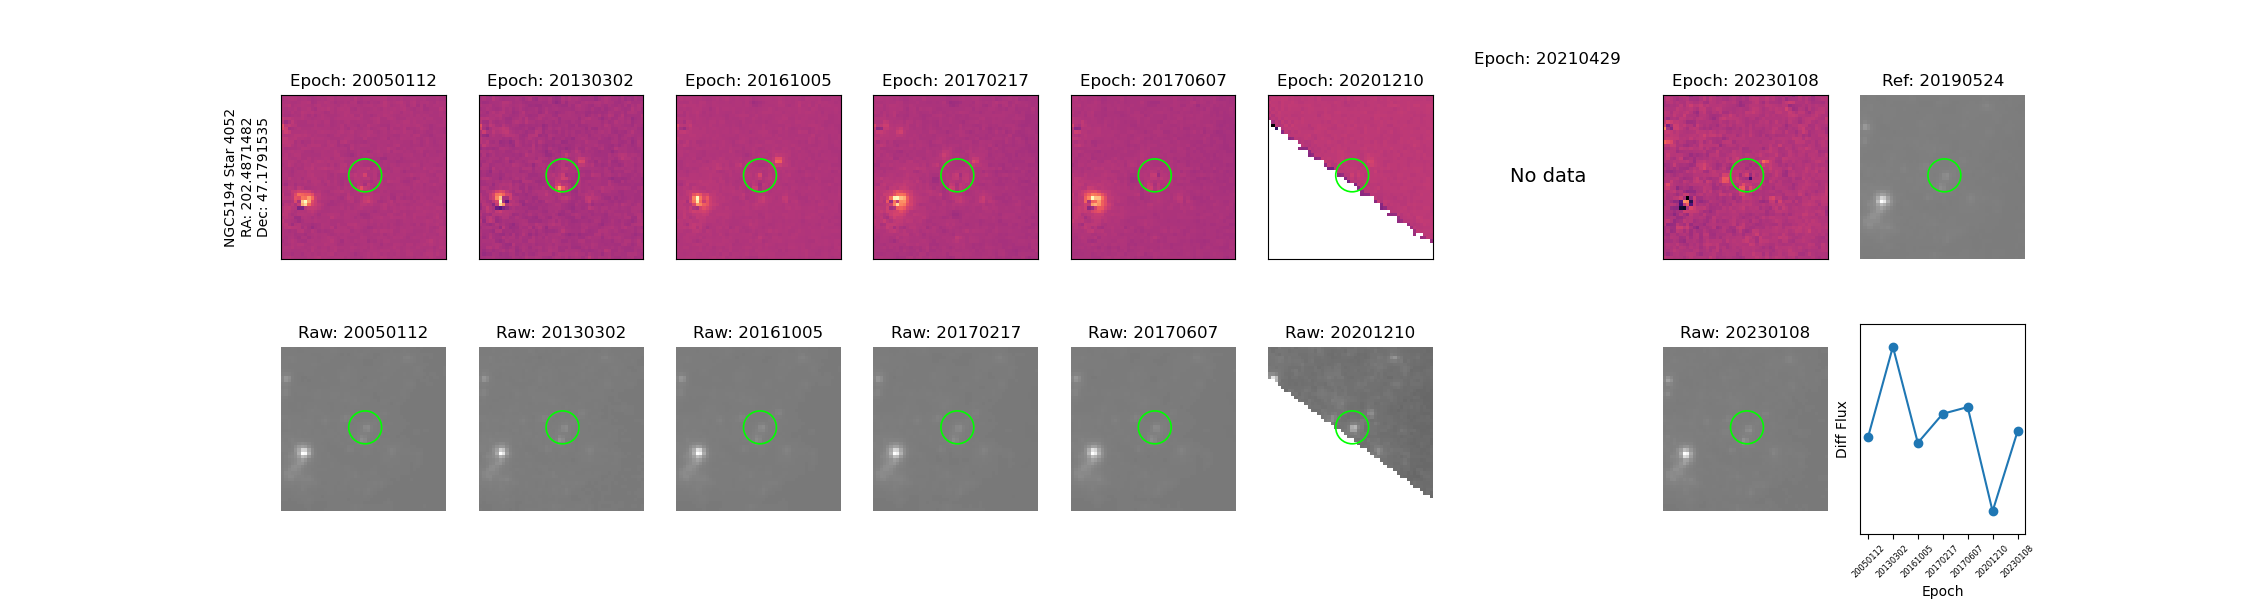 Epoch: 20210429
Epoch: 20050112
Epoch: 20130302
Epoch: 20161005
Epoch: 20170217
Epoch: 20170607
Epoch: 20201210
Epoch: 20230108
Ref: 20190524
NGC5194 Star 4052
RA: 202.4871482
Dec: 47.17791535
No data
Raw: 20050112
Raw: 20130302
Raw: 20161005
Raw: 20170217
Raw: 20170607
Raw: 20201210
Raw: 20230108
Diff Flux
20050112
20130302
20161005
20170217
20170607
20201210
20230108
Epoch